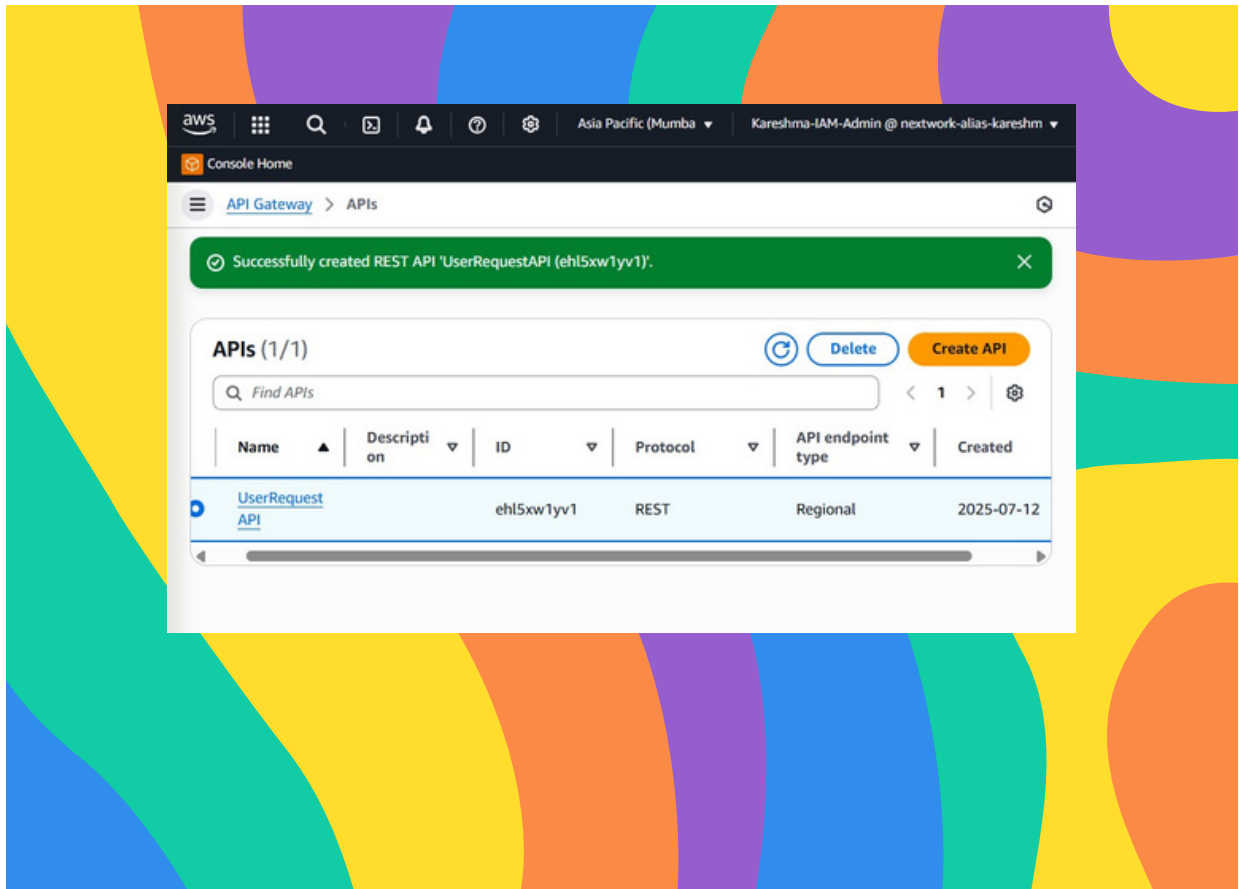 aws
Asia Pacific (Mumba
Kareshma-IAM-Admin @ nextwork-alias-kareshm
Console Home
API Gateway > APIs
Successfully created REST API 'UserRequestAPI (ehl5xw1yv1)'.
APIs (1/1)
Delete
Create API
Find APIs
1
Name
Descripti
on
ID
Protocol
API endpoint
type
Created
UserRequest
API
ehl5xw1yv1
REST
Regional
2025-07-12